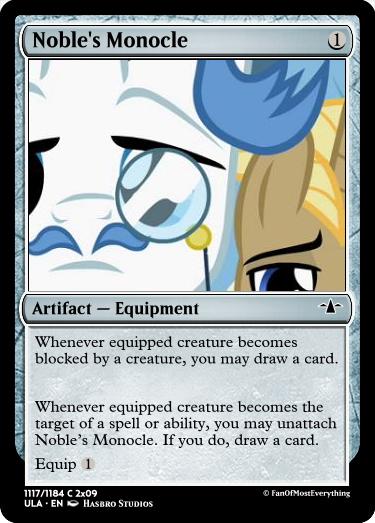 Noble's Monocle 1
Artifact — Equipment
Whenever equipped creature becomes
blocked by a creature, you may draw a card.
Whenever equipped creature becomes the
target of a spell or ability, you may unattach
Noble's Monocle. If you do, draw a card.
Equip 1
1117/1184 C 2x09
ULA • EN Hasbro Studios
© FanOfMostEverything